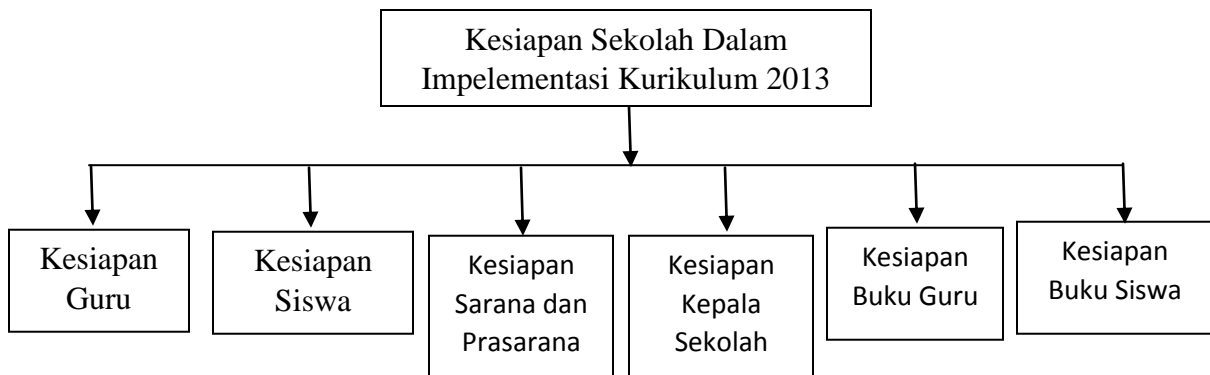 Kesiapan Sekolah Dalam
Impelementasi Kurikulum 2013
Kesiapan
Guru
Kesiapan
Siswa
Kesiapan
Sarana dan
Prasarana
Kesiapan
Kepala
Sekolah
Kesiapan
Buku Guru
Kesiapan
Buku Siswa